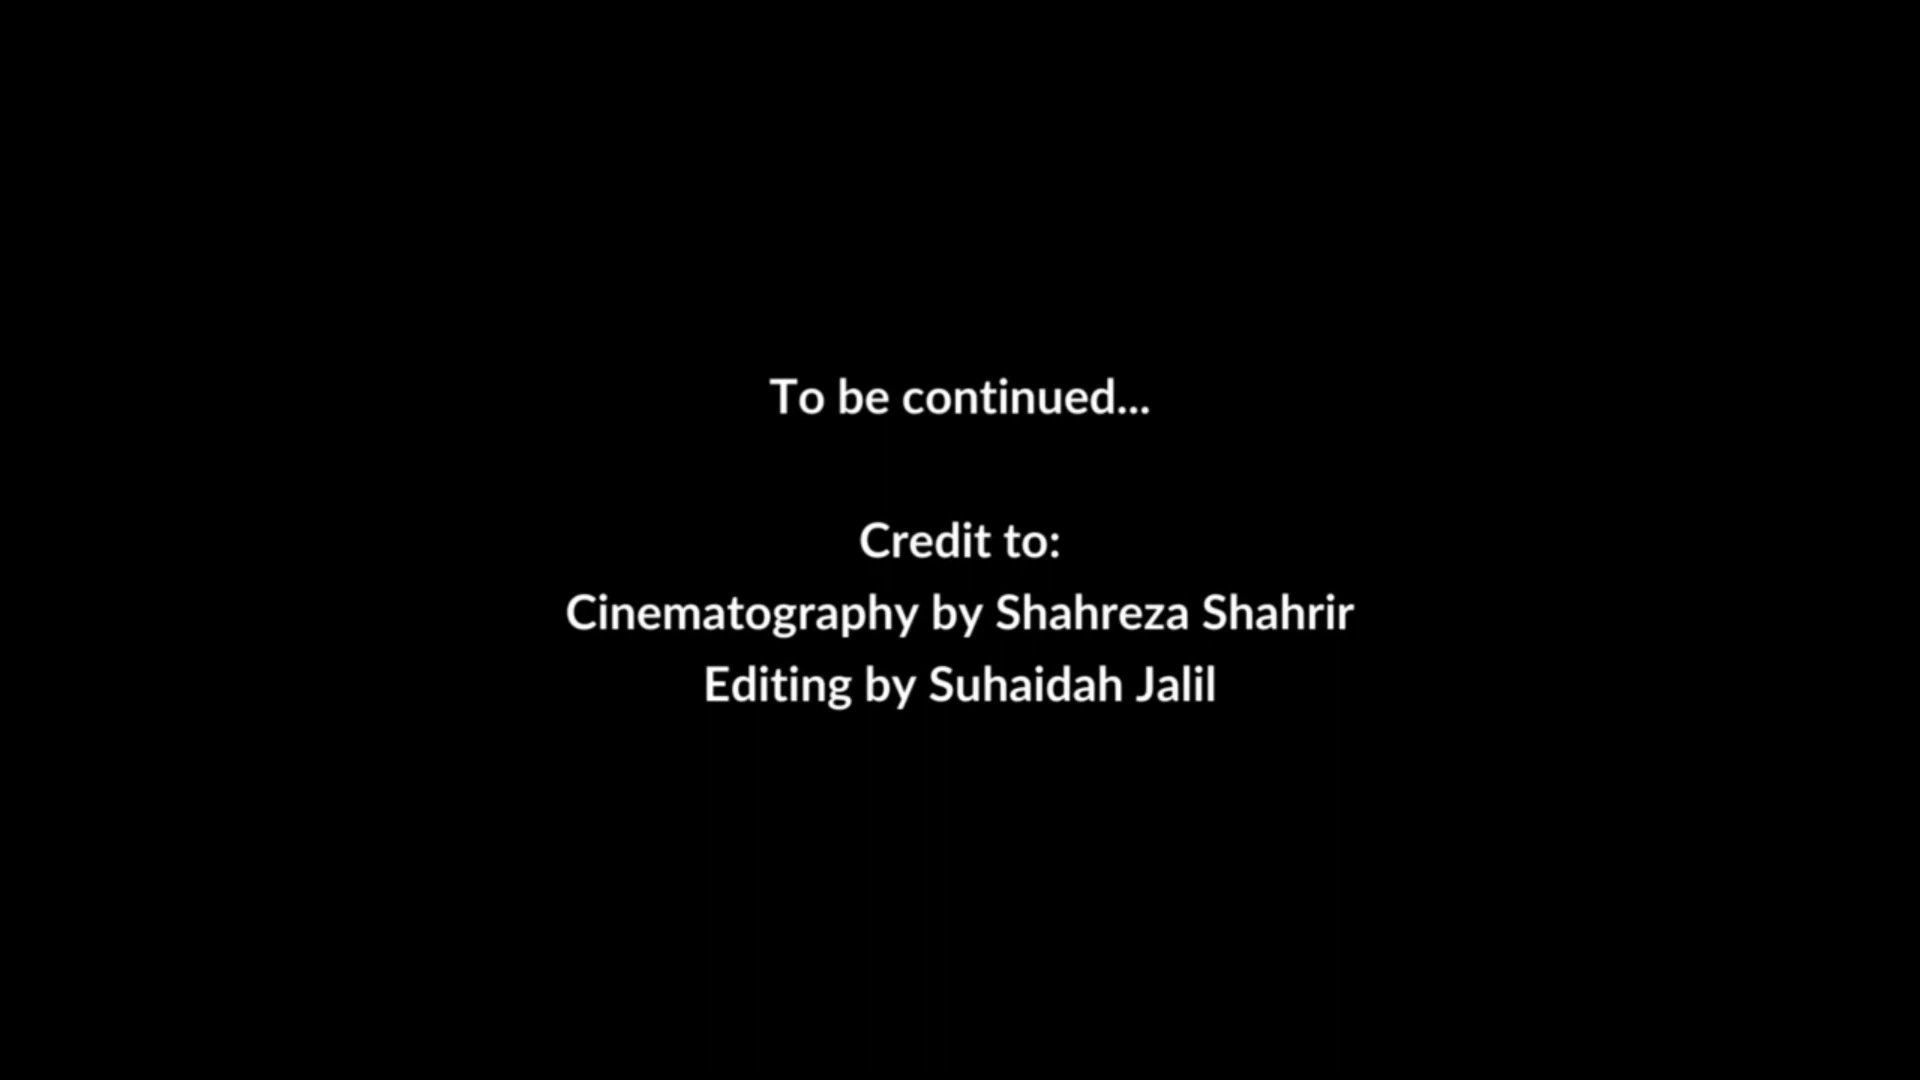 To be continued...
Credit to:
Cinematography by Shahreza Shahrir
Editing by Suhaidah Jalil